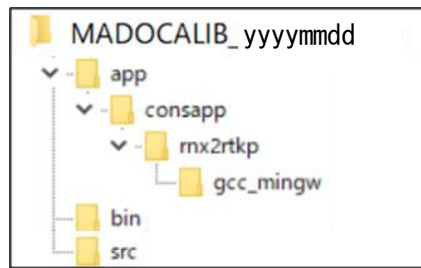 MADOCALIB_yyyymmdd
app
consapp
rnx2rtkp
gcc_mingw
bin
src